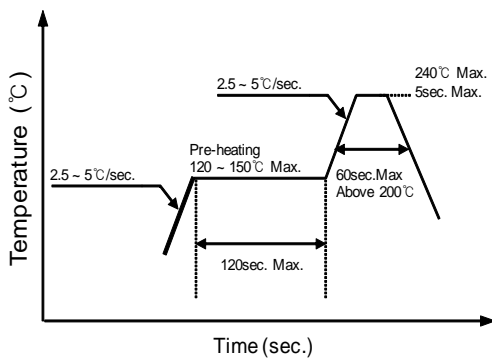 Temperature (℃)
2.5 ~ 5℃/sec.
240℃ Max.
5sec. Max.
Pre-heating
120 ~ 150℃ Max.
2.5 ~ 5℃/sec.
60sec.Max
Above 200℃
120sec. Max.
Time (sec.)